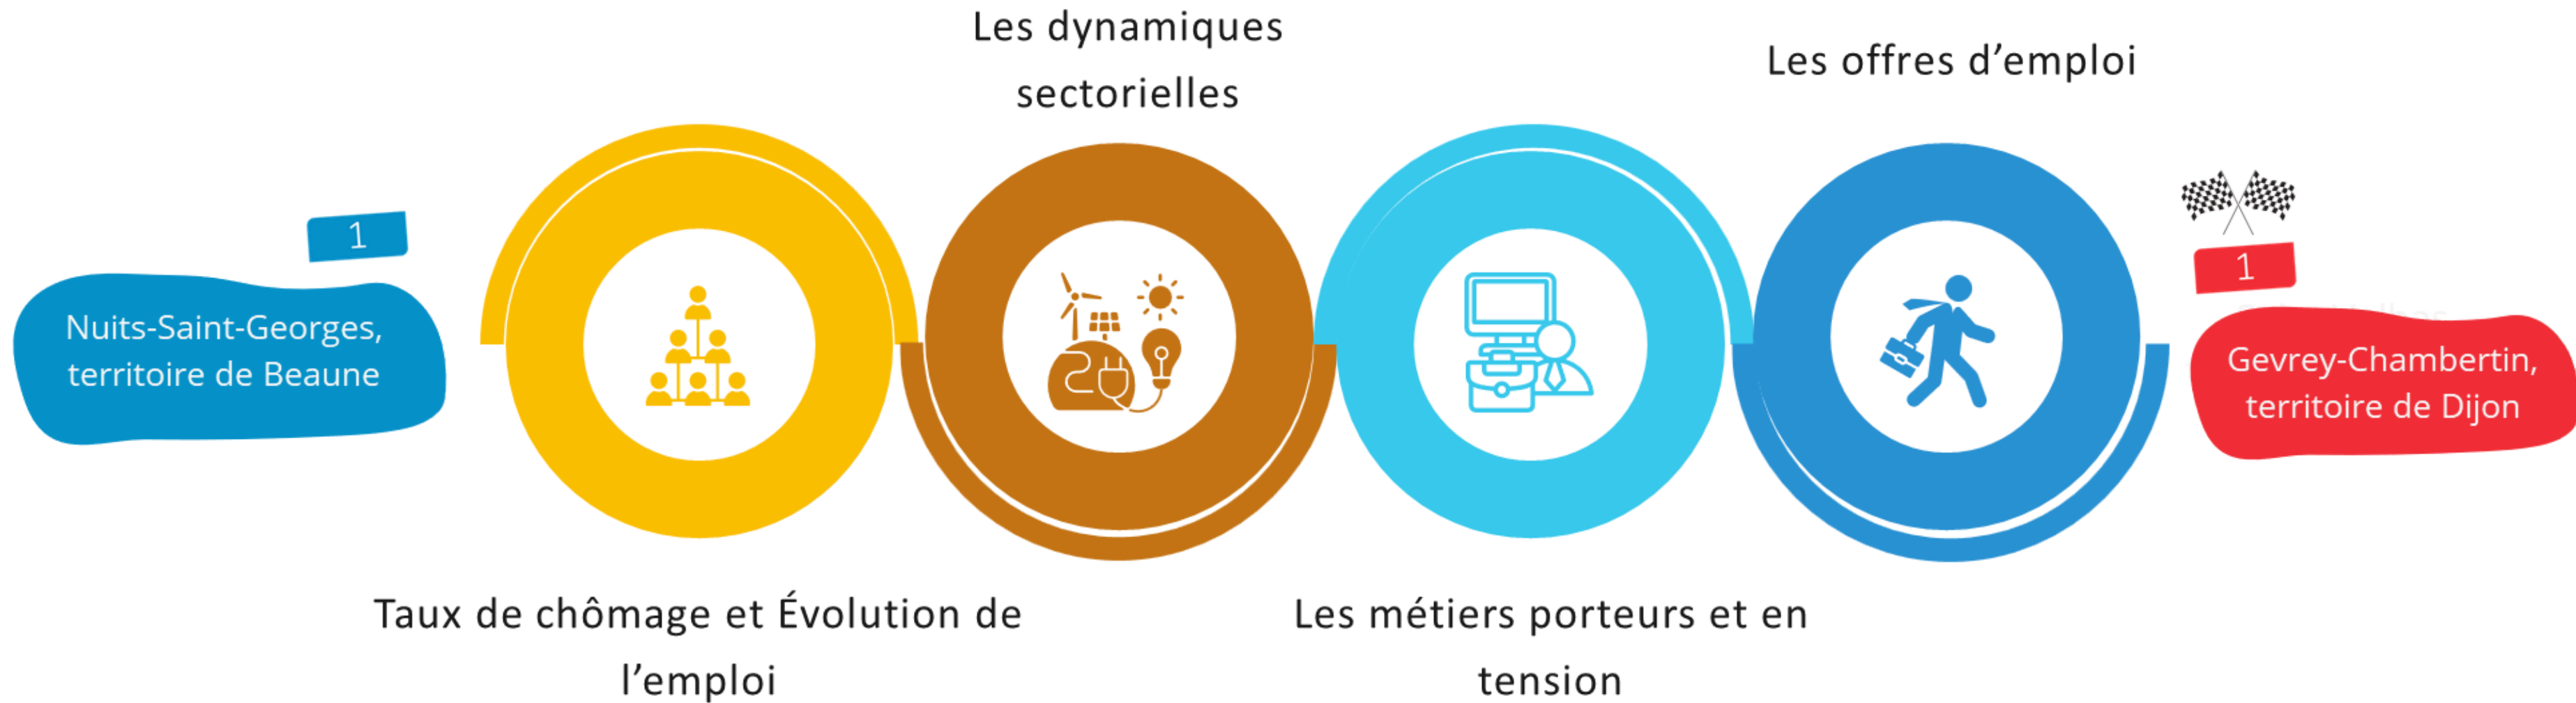 Les dynamiques
sectorielles
Les offres d’emploi
1
Nuits-Saint-Georges,
territoire de Beaune
1
Gevrey-Chambertin,
territoire de Dijon
Taux de chômage et Évolution de
l’emploi
Les métiers porteurs et en
tension